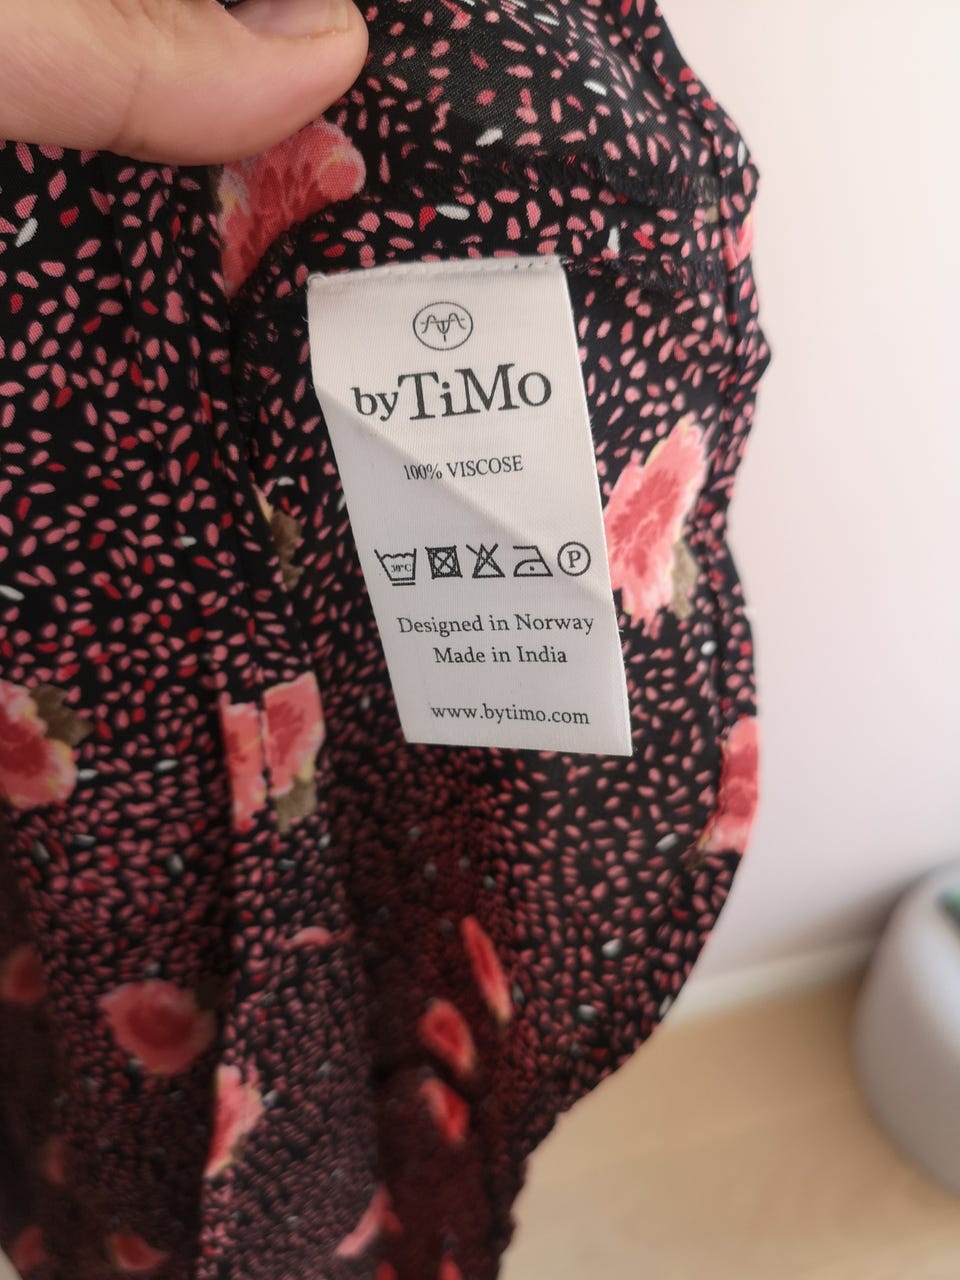 byTiMo
100% VISCOSE
30°C
P
Designed in Norway
Made in India
www.bytimo.com